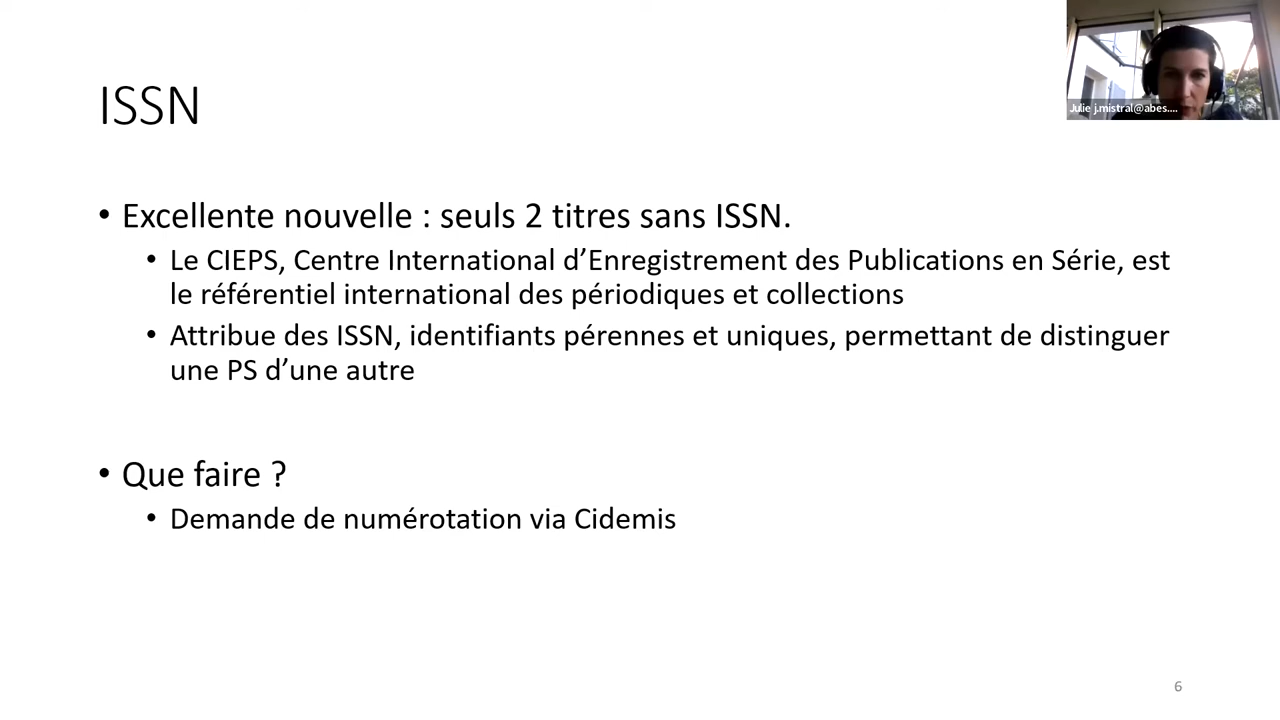 Julie j.mistral@abes....
ISSN
• Excellente nouvelle : seuls 2 titres sans ISSN.
• Le CIEPS, Centre International d’Enregistrement des Publications en Série, est
le référentiel international des périodiques et collections
• Attribue des ISSN, identifiants pérennes et uniques, permettant de distinguer
une PS d’une autre
• Que faire ?
• Demande de numérotation via Cidemis
6